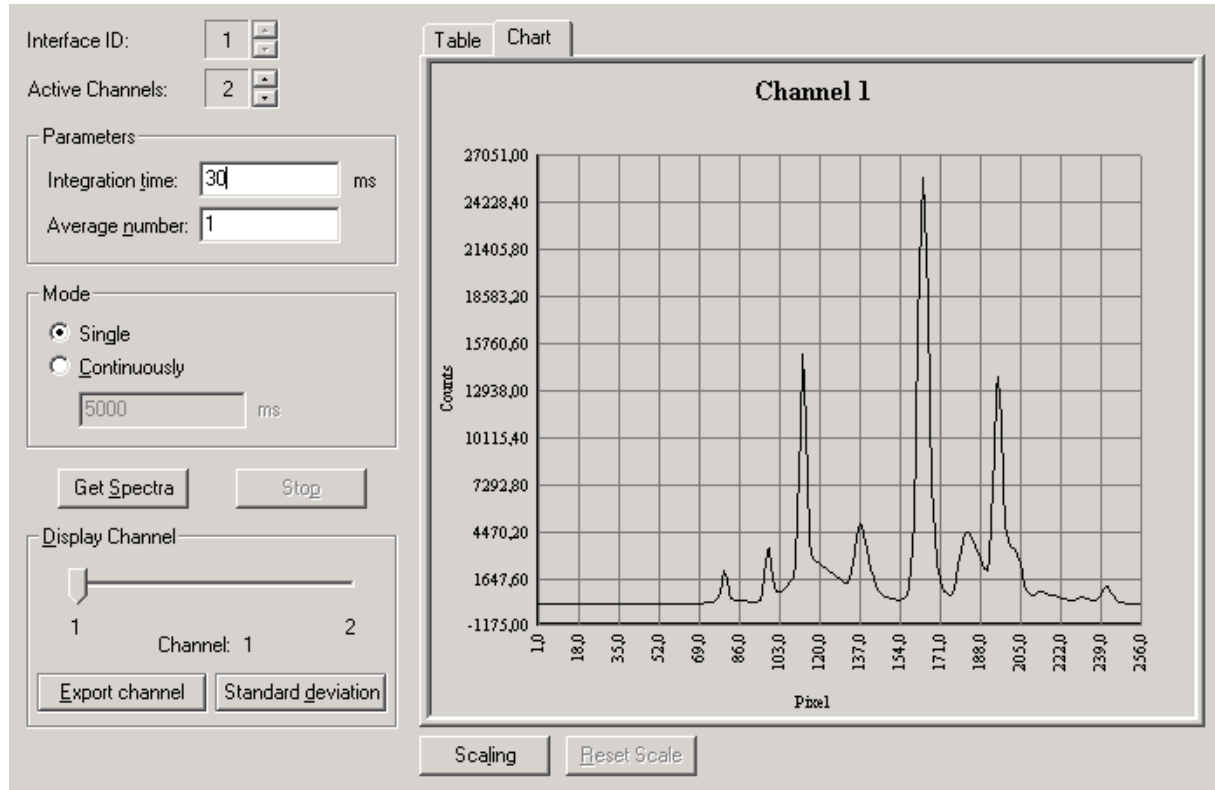 Interface ID: 1
Active Channels: 2
Parameters
Integration time: 30 ms
Average number: 1
Mode
Single
Continuously
5000 ms
Get Spectra Stop
Display Channel
1 2
Channel: 1
Export channel Standard deviation
Table Chart
Channel 1
27051,00
24228,40
21405,80
18583,20
15760,60
12938,00
10115,40
7292,80
4470,20
1647,60
-1175,00
Counts
1,0 18,0 35,0 52,0 69,0 86,0 103,0 120,0 137,0 154,0 171,0 188,0 205,0 222,0 239,0 256,0
Pixel
Scaling Reset Scale